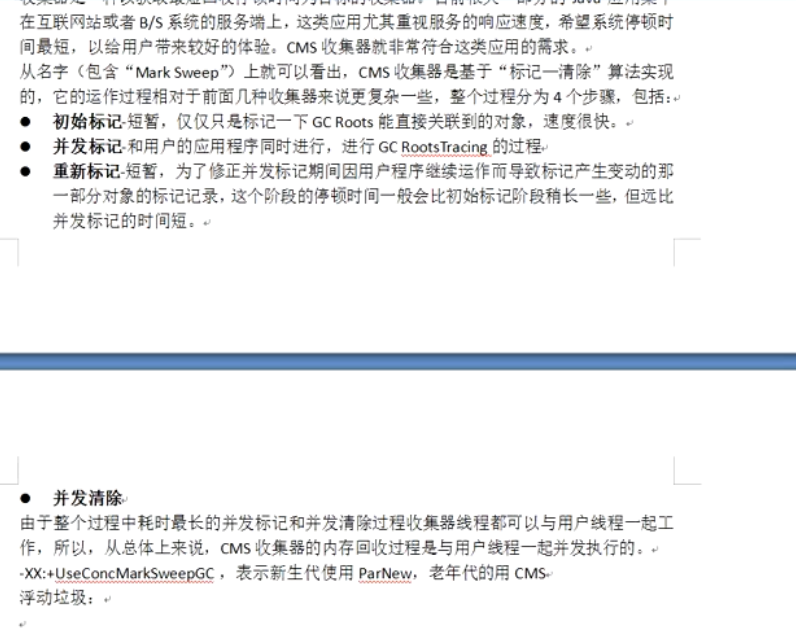 在互联网站或者 B/S 系统的服务端上，这类应用尤其重视服务的响应速度，希望系统停顿时
间最短，以给用户带来较好的体验。CMS 收集器就非常符合这类应用的需求。
从名字（包含“Mark Sweep”）上就可以看出，CMS 收集器是基于“标记—清除”算法实现
的，它的运作过程相对于前面几种收集器来说更复杂一些，整个过程分为 4 个步骤，包括：
● 初始标记-短暂，仅仅只是标记一下 GC Roots 能直接关联到的对象，速度很快。
● 并发标记-和用户的应用程序同时进行，进行 GC RootsTracing 的过程
● 重新标记-短暂，为了修正并发标记期间因用户程序继续运作而导致标记产生变动的那
一部分对象的标记记录，这个阶段的停顿时间一般会比初始标记阶段稍长一些，但远比
并发标记的时间短。
● 并发清除
由于整个过程中耗时最长的并发标记和并发清除过程收集器线程都可以与用户线程一起工
作，所以，从总体上来说，CMS 收集器的内存回收过程是与用户线程一起并发执行的。
-XX:+UseConcMarkSweepGC ，表示新生代使用 ParNew，老年代的用 CMS
浮动垃圾：